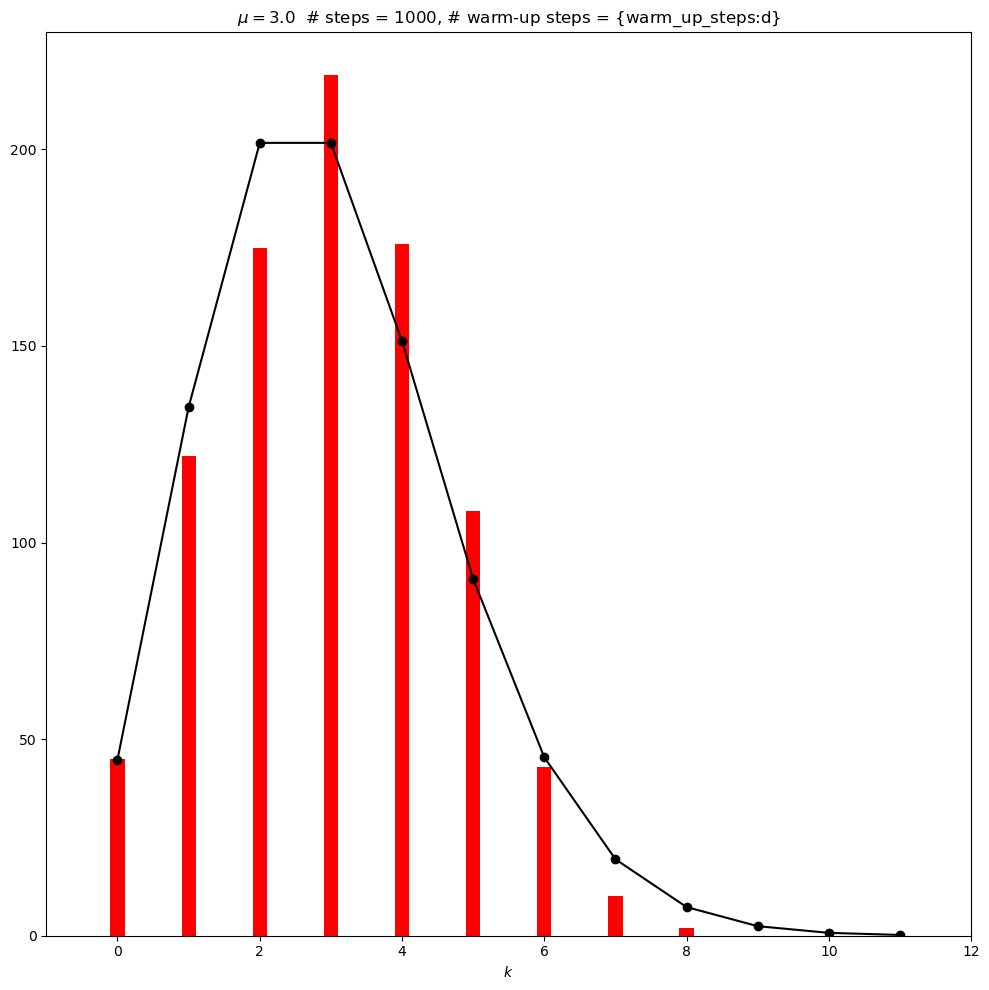 μ = 3.0 # steps = 1000, # warm-up steps = {warm_up_steps:d}
200
150
100
50
0
0 2 4 6 8 10 12
k